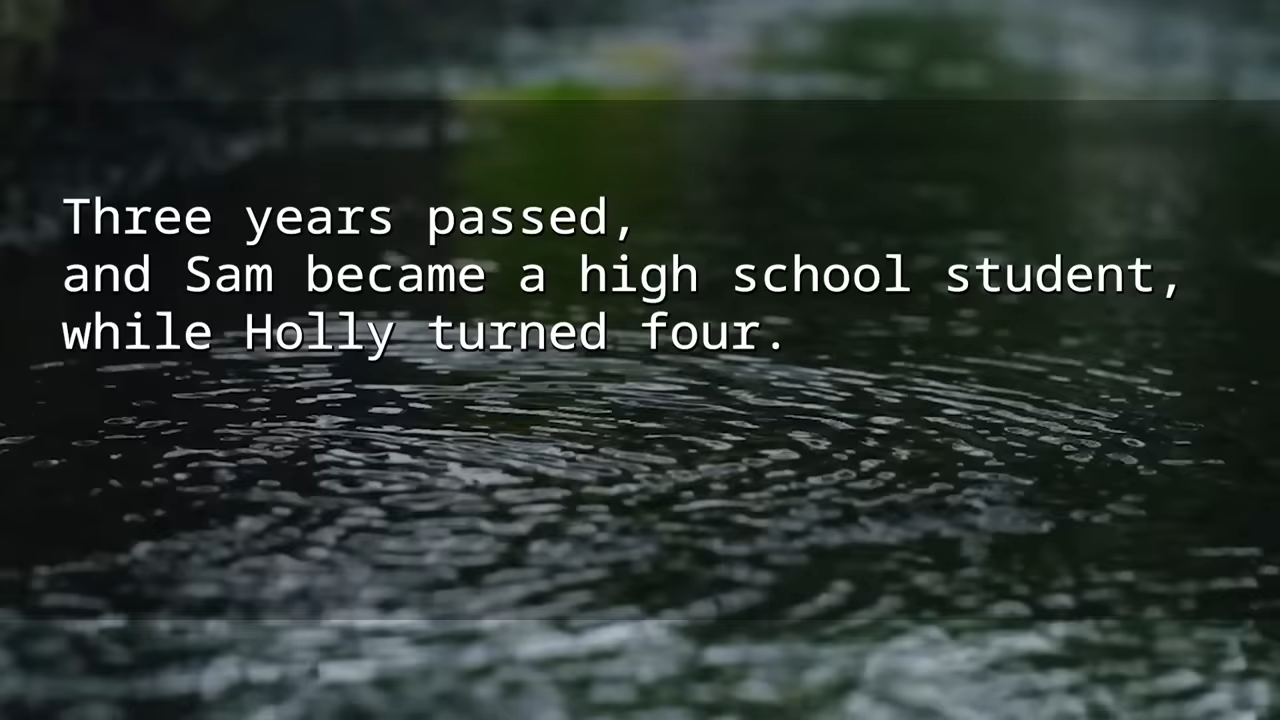 Three years passed,
and Sam became a high school student,
while Holly turned four.